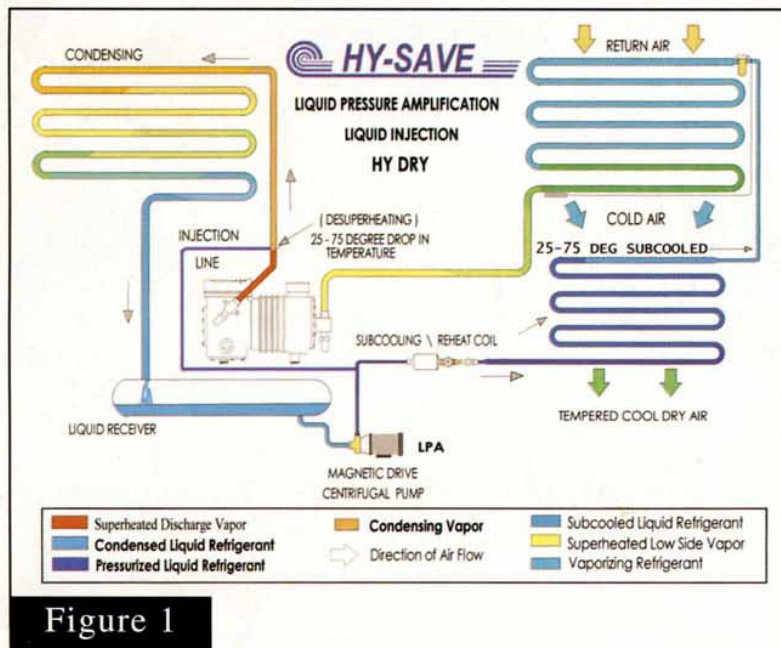 CONDENSING
HY-SAVE
RETURN AIR
LIQUID PRESSURE AMPLIFICATION
LIQUID INJECTION
HY DRY
( DESUPERHEATING )
25 - 75 DEGREE DROP IN
TEMPERATURE
INJECTION
LINE
COLD AIR
25-75 DEG SUBCOOLED
SUBCOOLING \ REHEAT COIL
TEMPERED COOL DRY AIR
LIQUID RECEIVER
LPA
MAGNETIC DRIVE
CENTRIFUGAL PUMP
Superheated Discharge Vapor
Condensed Liquid Refrigerant
Pressurized Liquid Refrigerant
Condensing Vapor
Direction of Air Flow
Subcooled Liquid Refrigerant
Superheated Low Side Vapor
Vaporizing Refrigerant
Figure 1